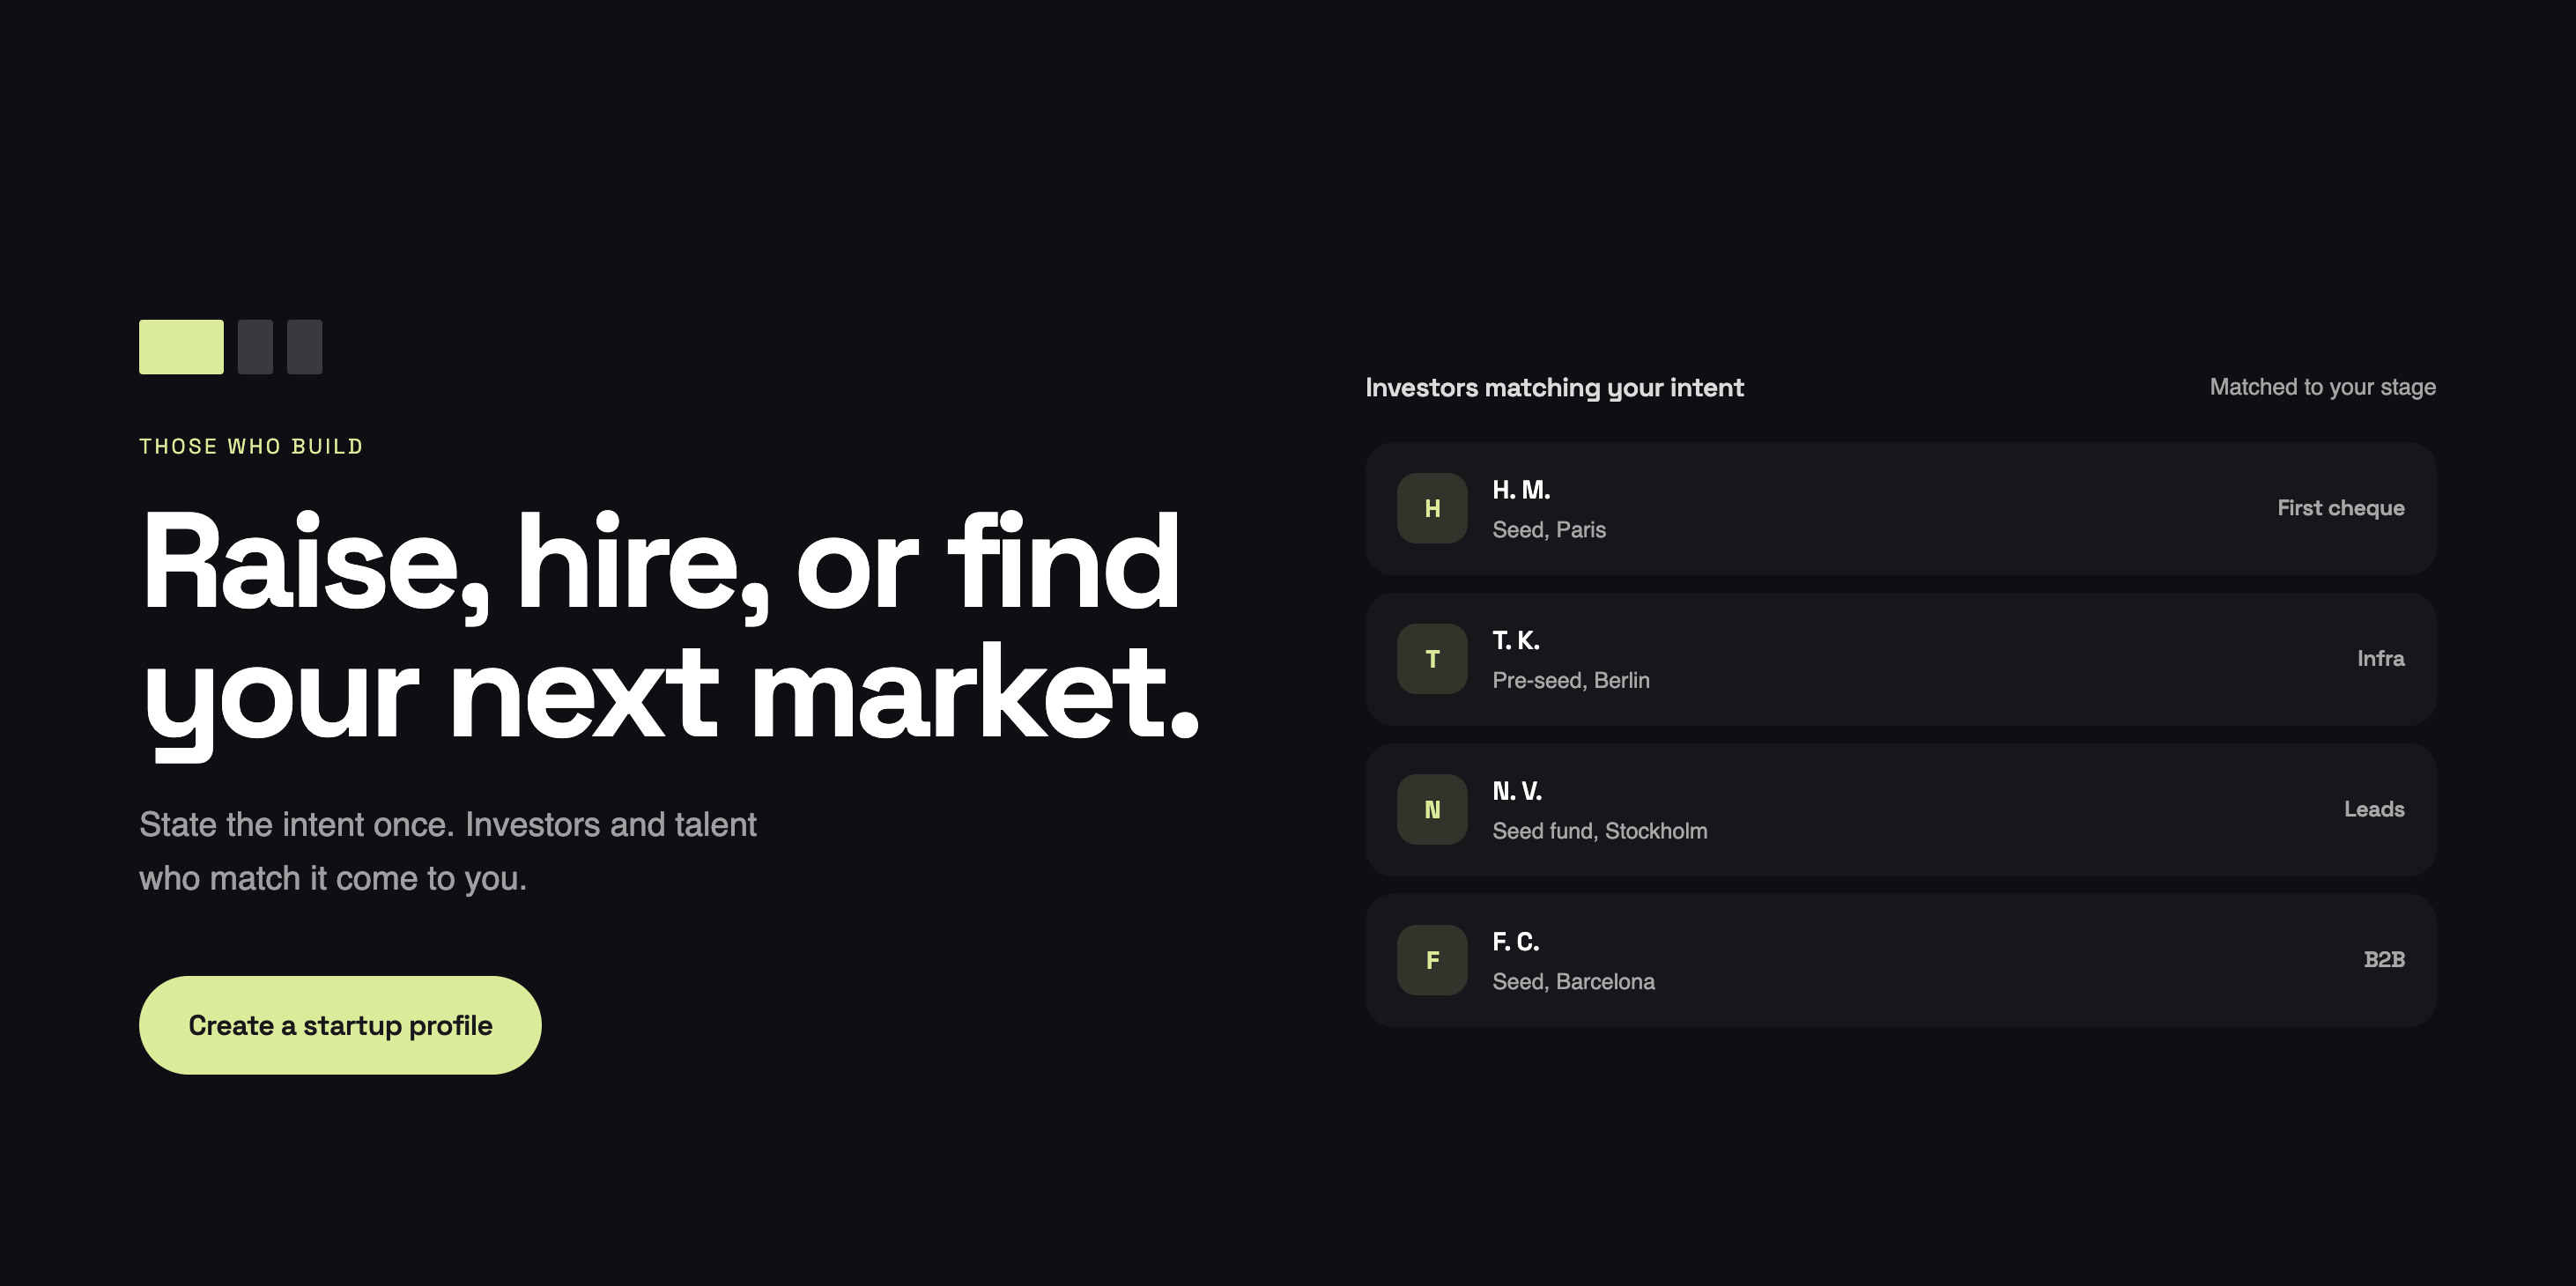 THOSE WHO BUILD
Raise, hire, or find
your next market.
State the intent once. Investors and talent
who match it come to you.
Create a startup profile
Investors matching your intent
Matched to your stage
H
H. M.
Seed, Paris
First cheque
T
T. K.
Pre-seed, Berlin
Infra
N
N. V.
Seed fund, Stockholm
Leads
F
F. C.
Seed, Barcelona
B2B